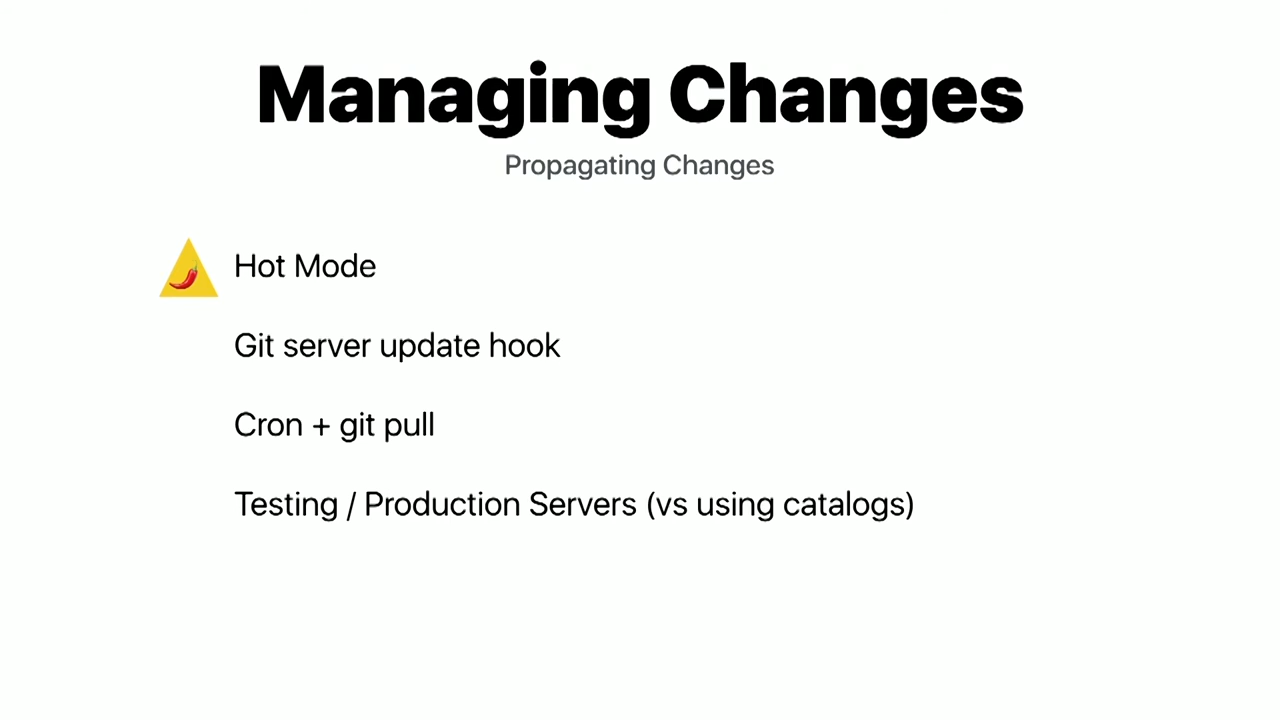 Managing Changes
Propagating Changes
Hot Mode
Git server update hook
Cron + git pull
Testing / Production Servers (vs using catalogs)